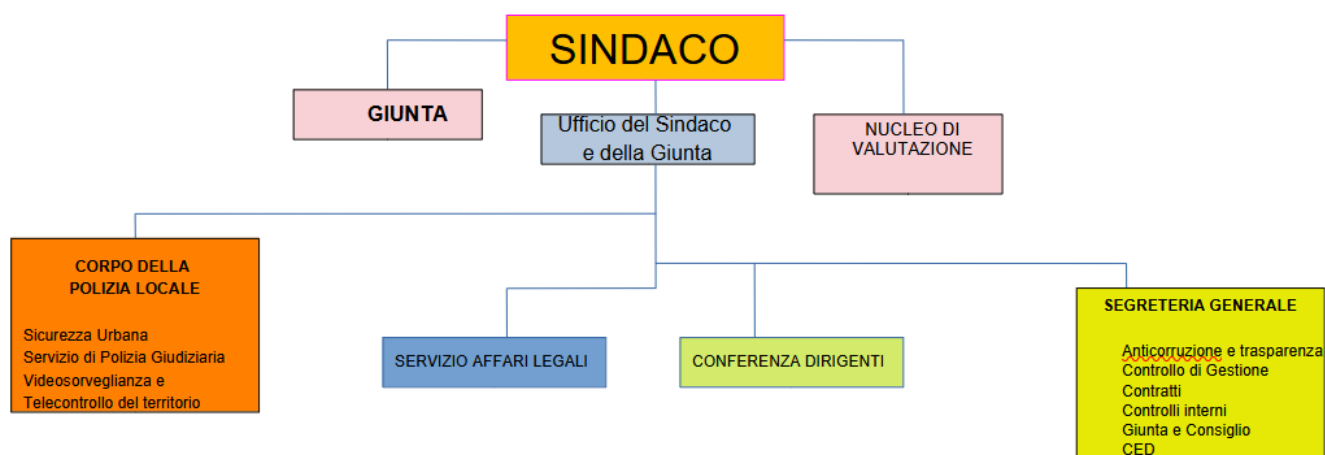 SINDACO
GIUNTA
Ufficio del Sindaco
e della Giunta
NUCLEO DI
VALUTAZIONE
CORPO DELLA
POLIZIA LOCALE
Sicurezza Urbana
Servizio di Polizia Giudiziaria
Videosorveglianza e
Telecontrollo del territorio
SERVIZIO AFFARI LEGALI
CONFERENZA DIRIGENTI
SEGRETERIA GENERALE
Anticorruzione e trasparenza
Controllo di Gestione
Contratti
Controlli interni
Giunta e Consiglio
CED